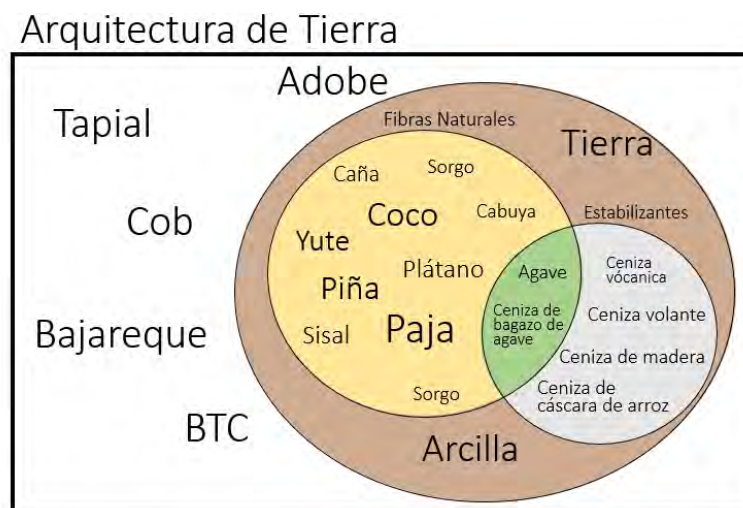 Arquitectura de Tierra
Adobe
Tapial
Fibras Naturales
Tierra
Caña
Sorgo
Cob
Coco
Cabuya
Estabilizantes
Yute
Plátano
Agave
Ceniza
vócanica
Piña
Ceniza de
bagazo de
agave
Ceniza volante
Bajareque
Sisal
Paja
Ceniza de madera
Sorgo
Ceniza de
cáscara de arroz
BTC
Arcilla